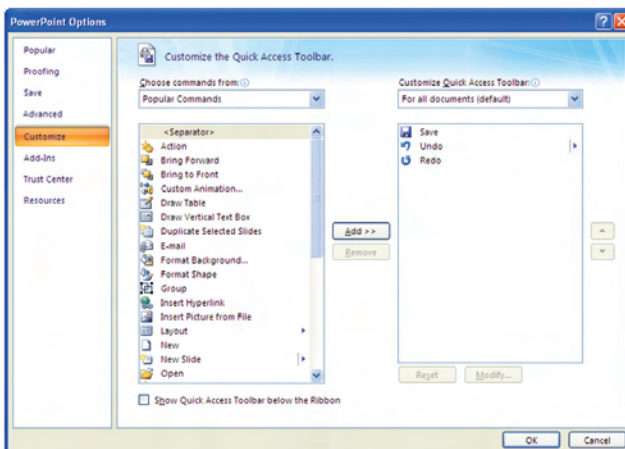 PowerPoint Options
Popular
Proofing
Save
Advanced
Customize
Add-Ins
Trust Center
Resources
Customize the Quick Access Toolbar.
Choose commands from:
Popular Commands
<Separator>
Action
Bring Forward
Bring to Front
Custom Animation...
Draw Table
Draw Vertical Text Box
Duplicate Selected Slides
E-mail
Format Background...
Format Shape
Group
Insert Hyperlink
Insert Picture from File
Layout
New
New Slide
Open
Add >>
Remove
Customize Quick Access Toolbar:
For all documents (default)
Save
Undo
Redo
Reset
Modify...
Show Quick Access Toolbar below the Ribbon
OK
Cancel